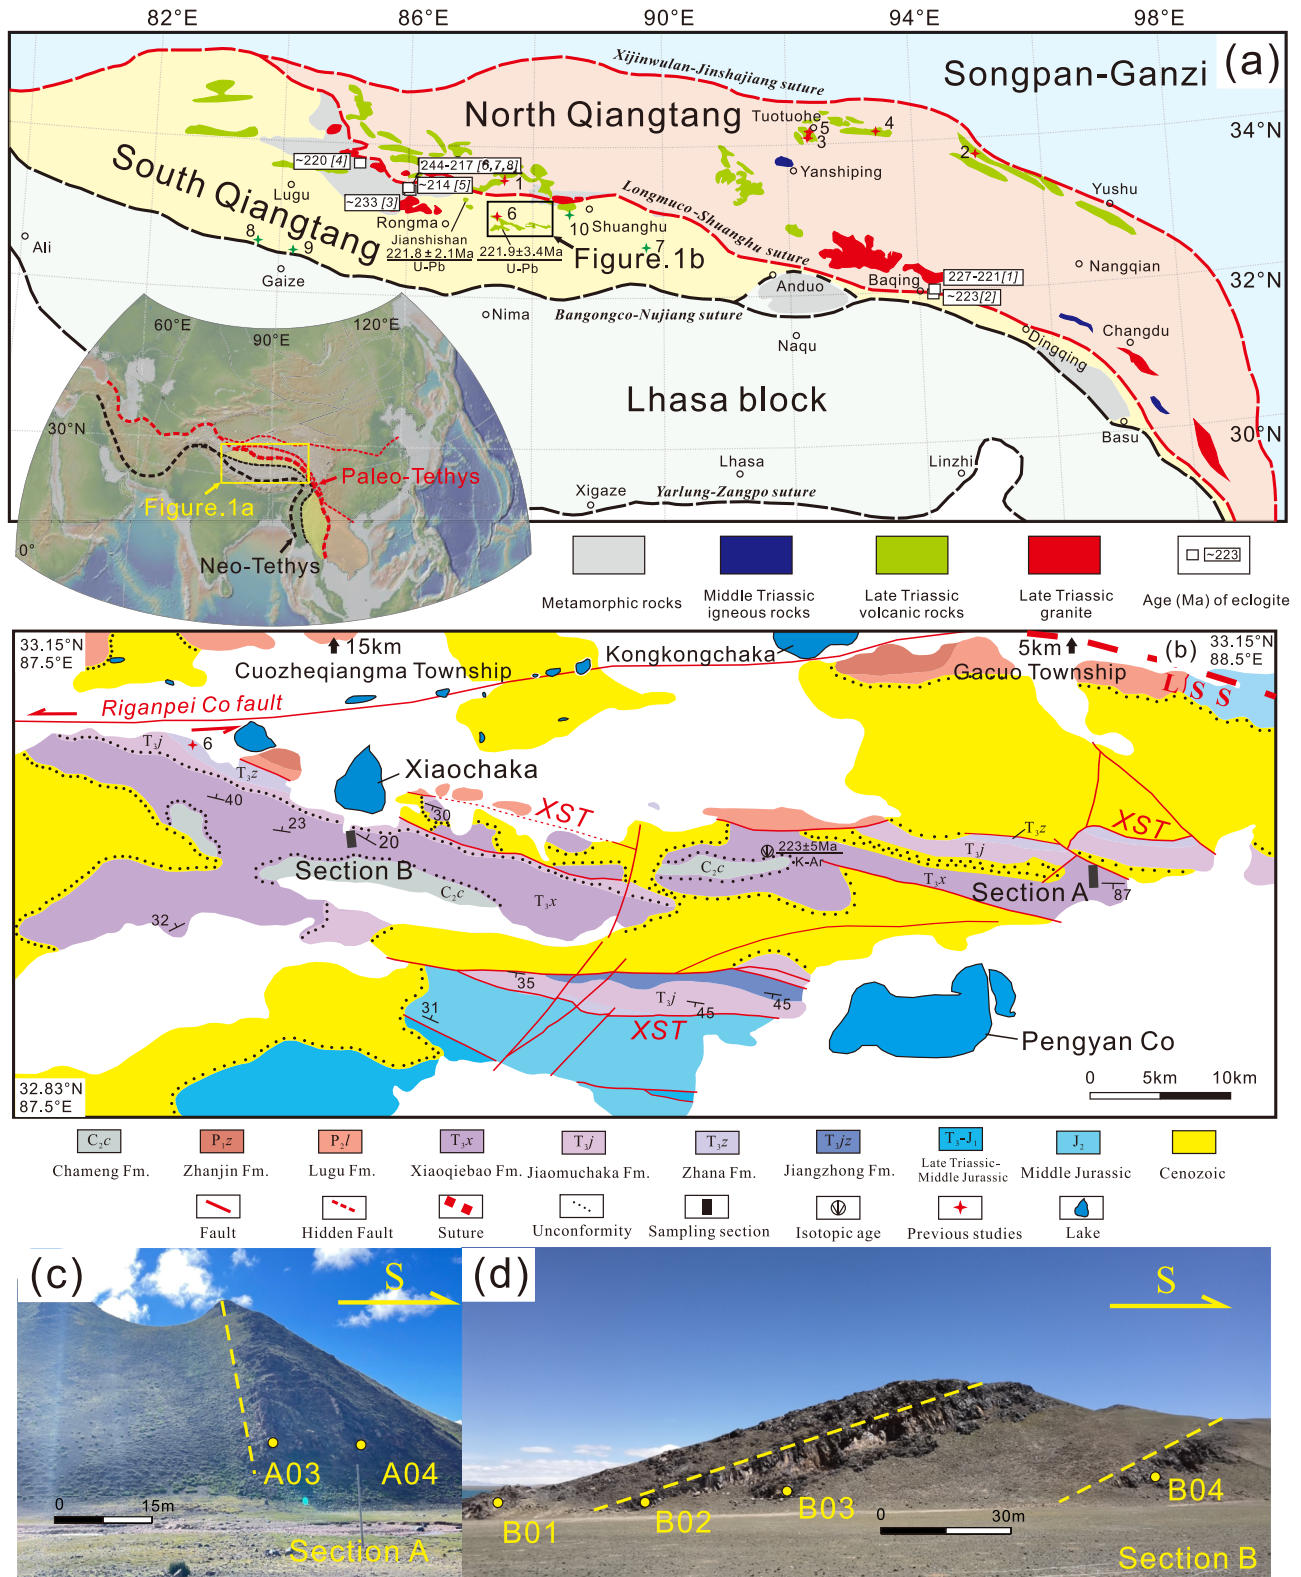 82°E 86°E 90°E 94°E 98°E
(a)
Songpan-Ganzi
Xijinwulan-Jinshajiang suture
North Qiangtang
Tuotuohe
5
3
4
34°N
2
~220 [4]
244-217 [6,7,8]
~214 [5]
~233 [3]
1
Yanshiping
Yushu
South Qiangtang
Lugu
Rongma
Jianshishan
221.8±2.1Ma
U-Pb
6
221.9±3.4Ma
U-Pb
10
Shuanghu
Longmuco-Shuanghu suture
7
Figure.1b
8
9
Ali
Gaize
Nima
Bangongco-Nujiang suture
Anduo
Naqu
Baqing
227-221[1]
~223[2]
Nangqian
32°N
Dingqing
Changdu
Basu
30°N
Lhasa block
Lhasa
Linzhi
Xigaze
Yarlung-Zangpo suture
60°E
90°E
120°E
30°N
0°
Paleo-Tethys
Figure.1a
Neo-Tethys
~223
Metamorphic rocks
Middle Triassic
igneous rocks
Late Triassic
volcanic rocks
Late Triassic
granite
Age (Ma) of eclogite
33.15°N
87.5°E
15km
Cuozheqiangma Township
Kongkongchaka
5km
Gacuo Township
(b)
33.15°N
88.5°E
LSS
Riganpei Co fault
T₃j
6
T₃z
Xiaochaka
40
23
20
30
XST
Section B
C₂c
T₃x
32
223±5Ma
K-Ar
C₂c
T₃z
T₃j
XST
T₃x
Section A
87
35
T₃j
45
45
31
XST
Pengyan Co
32.83°N
87.5°E
0 5km 10km
C₂c P₁z P₂l T₃x T₃j T₃z T₃jz T₃-J₁ J₂
Chameng Fm. Zhanjin Fm. Lugu Fm. Xiaoqiebao Fm. Jiaomuchaka Fm. Zhana Fm. Jiangzhong Fm. Late Triassic-
Middle Jurassic Middle Jurassic Cenozoic
Fault Hidden Fault Suture Unconformity Sampling section Isotopic age Previous studies Lake
(c)
S
A03
A04
0 15m
Section A
(d)
S
B01
B02
B03
B04
0 30m
Section B